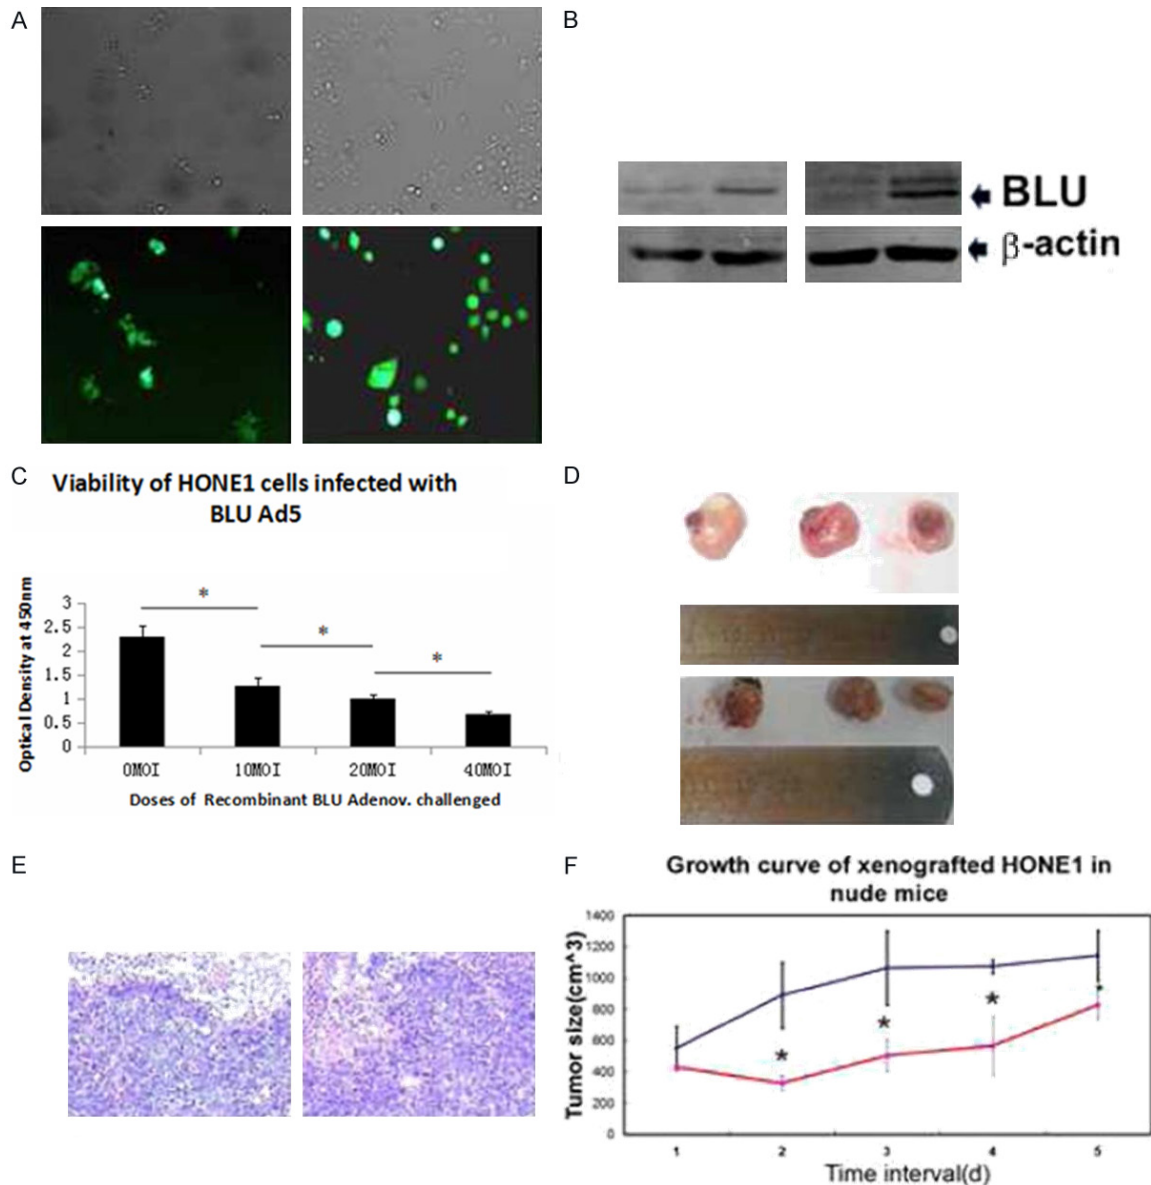 A
B
BLU
β-actin
C
Viability of HONE1 cells infected with
BLU Ad5
Optical Density at 450nm
3
2.5
2
1.5
1
0.5
0
*
*
*
0MOI 10MOI 20MOI 40MOI
Doses of Recombinant BLU Adenov. challenged
D
E
F
Growth curve of xenografted HONE1 in
nude mice
Tumor size(cm^3)
1400
1200
1000
800
600
400
200
0
*
*
*
1 2 3 4 5
Time interval(d)